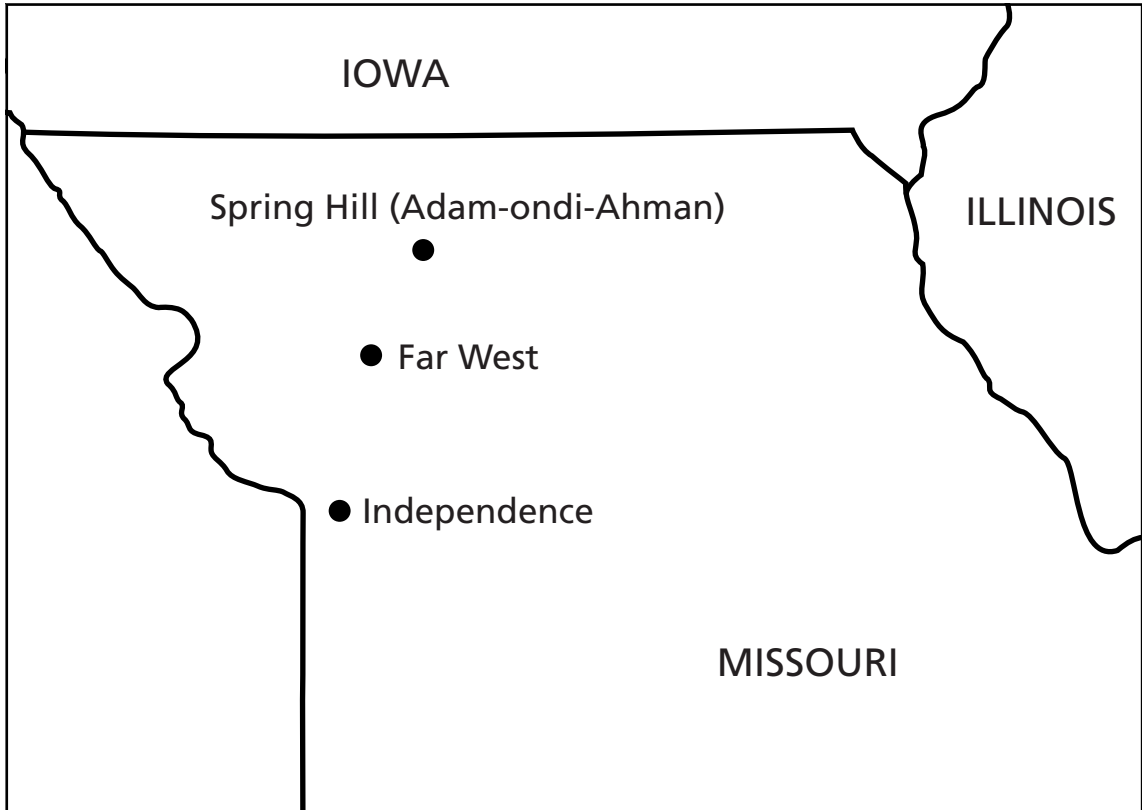 IOWA
Spring Hill (Adam-ondi-Ahman)
ILLINOIS
Far West
Independence
MISSOURI